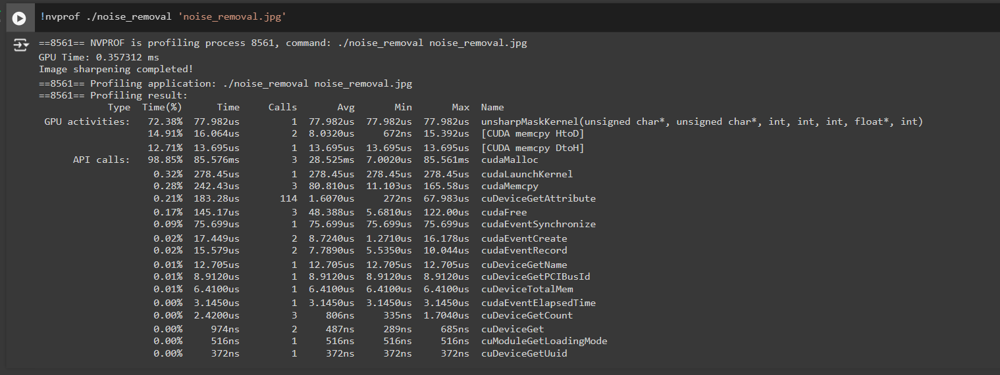 !nvprof ./noise_removal 'noise_removal.jpg'
==8561== NVPROF is profiling process 8561, command: ./noise_removal noise_removal.jpg
GPU Time: 0.357312 ms
Image sharpening completed!
==8561== Profiling application: ./noise_removal noise_removal.jpg
==8561== Profiling result:
Type Time(%) Time Calls Avg Min Max Name
GPU activities: 72.38% 77.982us 1 77.982us 77.982us 77.982us unsharpMaskKernel(unsigned char*, unsigned char*, int, int, int, float*, int)
14.91% 16.064us 2 8.0320us 672ns 15.392us [CUDA memcpy HtoD]
12.71% 13.695us 1 13.695us 13.695us 13.695us [CUDA memcpy DtoH]
API calls: 98.85% 85.576ms 3 28.525ms 7.0020us 85.561ms cudaMalloc
0.32% 278.45us 1 278.45us 278.45us 278.45us cudaLaunchKernel
0.28% 242.43us 3 80.810us 11.103us 165.58us cudaMemcpy
0.21% 183.28us 114 1.6070us 272ns 67.983us cuDeviceGetAttribute
0.17% 145.17us 3 48.388us 5.6810us 122.00us cudaFree
0.09% 75.699us 1 75.699us 75.699us 75.699us cudaEventSynchronize
0.02% 17.449us 2 8.7240us 1.2710us 16.178us cudaEventCreate
0.02% 15.579us 2 7.7890us 5.5350us 10.044us cudaEventRecord
0.01% 12.705us 1 12.705us 12.705us 12.705us cuDeviceGetName
0.01% 8.9120us 1 8.9120us 8.9120us 8.9120us cuDeviceGetPCIBusId
0.01% 6.4100us 1 6.4100us 6.4100us 6.4100us cuDeviceTotalMem
0.00% 3.1450us 1 3.1450us 3.1450us 3.1450us cudaEventElapsedTime
0.00% 2.4200us 3 806ns 335ns 1.7040us cuDeviceGetCount
0.00% 974ns 2 487ns 289ns 685ns cuDeviceGet
0.00% 516ns 1 516ns 516ns 516ns cuModuleGetLoadingMode
0.00% 372ns 1 372ns 372ns 372ns cuDeviceGetUuid